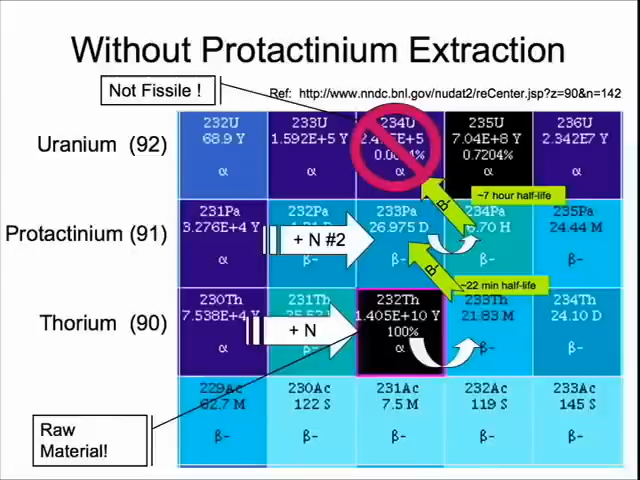 Without Protactinium Extraction
Not Fissile !
Ref: http://www.nndc.bnl.gov/nudat2/reCenter.jsp?z=90&n=142
Uranium (92)
232U
68.9 Y
α
233U
1.592E+5 Y
α
234U
α
235U
7.04E+8 Y
0.7204%
α
236U
2.342E7 Y
α
~7 hour half-life
β-
Protactinium (91)
231Pa
3.276E+4 Y
α
+ N #2
232Pa
β-
233Pa
26.975 D
β-
234Pa
6.70 H
β-
235Pa
24.44 M
β-
~22 min half-life
β-
Thorium (90)
230Th
7.538E+4 Y
α
+ N
231Th
β-
232Th
1.405E+10 Y
100%
α
233Th
21.83 M
β-
234Th
24.10 D
β-
229Ac
62.7 M
β-
230Ac
122 S
β-
231Ac
7.5 M
β-
232Ac
119 S
β-
233Ac
145 S
β-
Raw
Material!